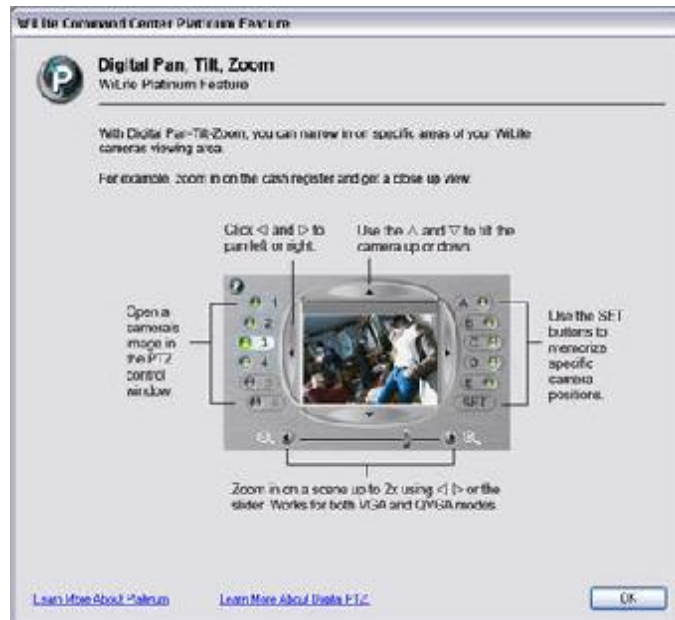 WiLife Command Center Platinum Feature
Digital Pan, Tilt, Zoom
WiLife Platinum Feature
With Digital Pan-Tilt-Zoom, you can narrow in on specific areas of your WiLife
cameras viewing area.
For example, zoom in on the cash register and get a close up view.
Click ◁ and ▷ to
pan left or right.
Use the △ and ▽ to tilt the
camera up or down.
Open a
camera's
image in
the PTZ
control
window.
1
2
3
4
A
B
C
D
E
SET
Use the SET
buttons to
memorize
specific
camera
positions.
Zoom in on a scene up to 2x using ◁ ▷ or the
slider. Works for both VGA and QVGA modes.
Learn More About Platinum
Learn More About Digital PTZ
OK